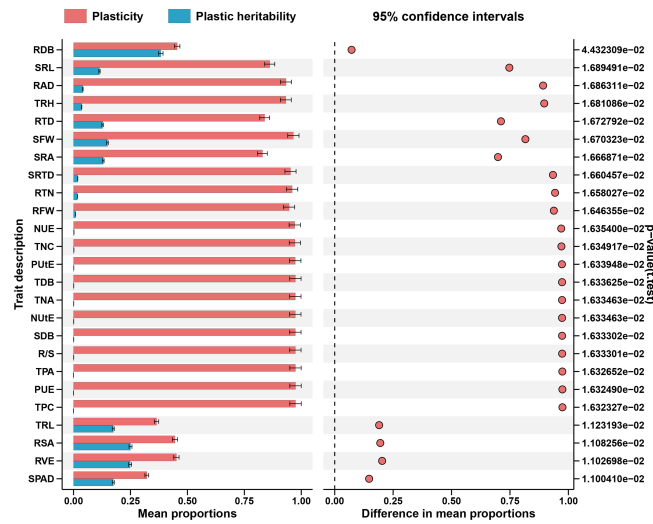 Plasticity Plastic heritability 95% confidence intervals
RDB 4.432309e−02
SRL 1.689491e−02
RAD 1.686311e−02
TRH 1.681086e−02
RTD 1.672792e−02
SFW 1.670323e−02
SRA 1.666871e−02
SRTD 1.660457e−02
RTN 1.658027e−02
RFW 1.646355e−02
NUE 1.635400e−02
TNC 1.634917e−02
PUtE 1.633948e−02
TDB 1.633625e−02
TNA 1.633463e−02
NUtE 1.633463e−02
SDB 1.633302e−02
R/S 1.633301e−02
TPA 1.632652e−02
PUE 1.632490e−02
TPC 1.632327e−02
TRL 1.123193e−02
RSA 1.108256e−02
RVE 1.102698e−02
SPAD 1.100410e−02
Trait description
p−value(t.test)
0.00 0.25 0.50 0.75 1.00 0.00 0.25 0.50 0.75 1.00
Mean proportions Difference in mean proportions